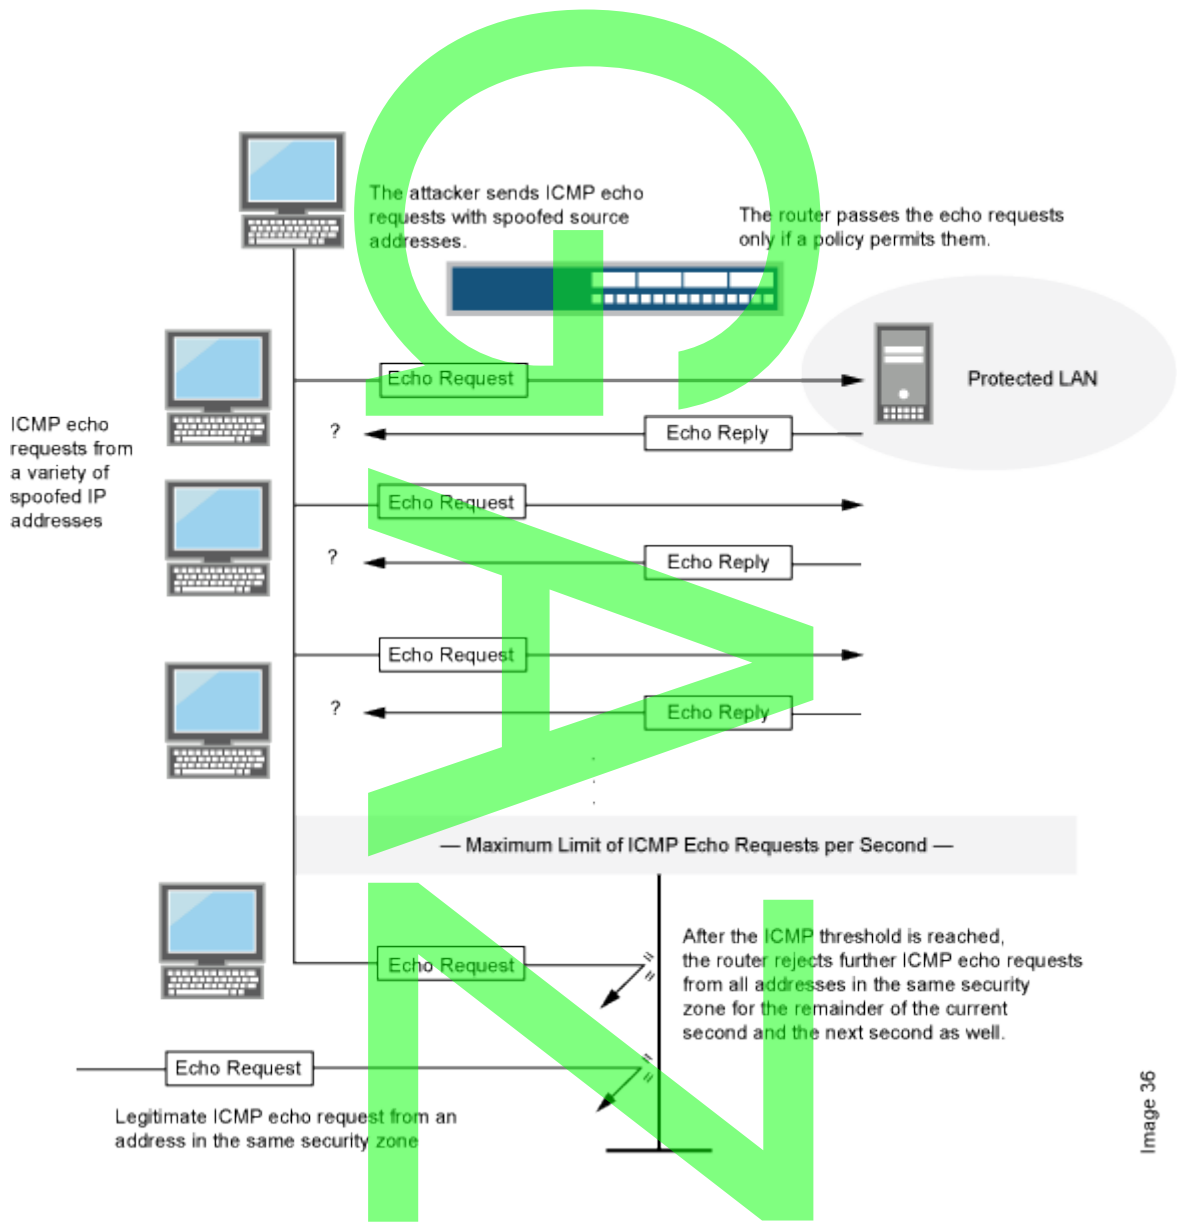 The attacker sends ICMP echo
requests with spoofed source
addresses.
The router passes the echo requests
only if a policy permits them.
Echo Request
Protected LAN
? Echo Reply
ICMP echo
requests from
a variety of
spoofed IP
addresses
Echo Request
? Echo Reply
Echo Request
? Echo Reply
— Maximum Limit of ICMP Echo Requests per Second —
Echo Request
After the ICMP threshold is reached,
the router rejects further ICMP echo requests
from all addresses in the same security
zone for the remainder of the current
second and the next second as well.
Echo Request
Legitimate ICMP echo request from an
address in the same security zone
Image 36
GAZ